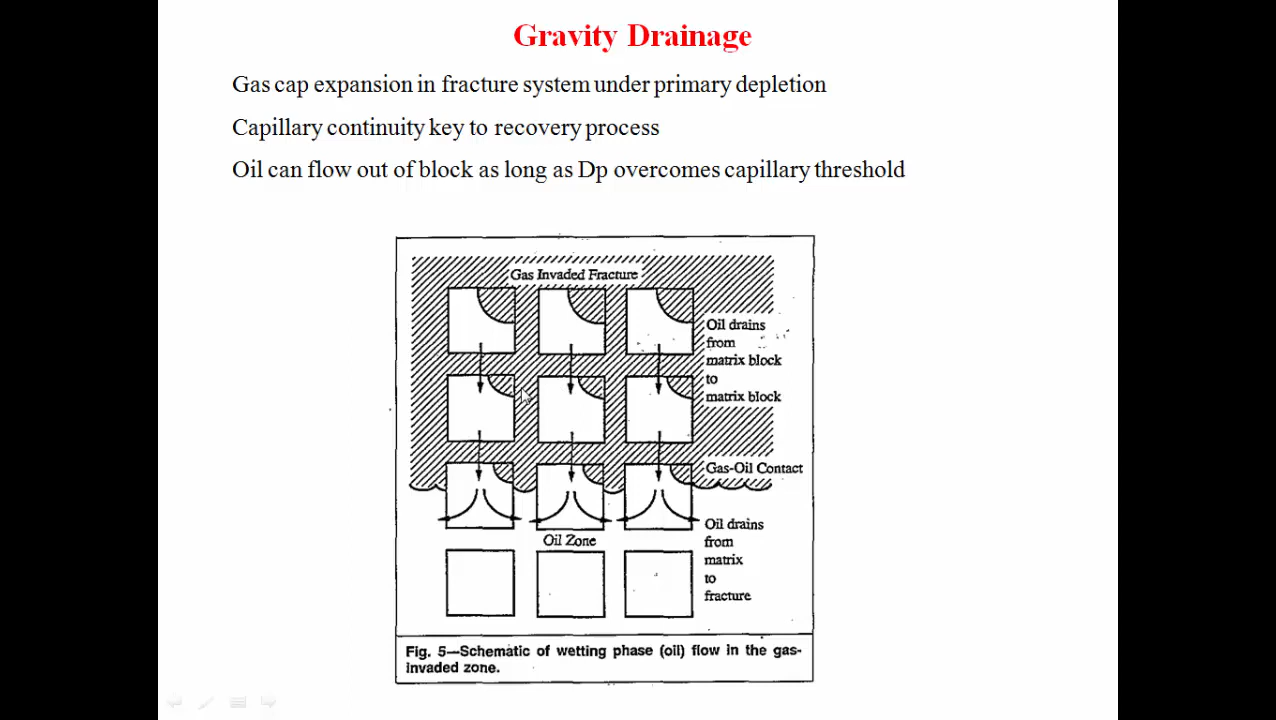 Gravity Drainage
Gas cap expansion in fracture system under primary depletion
Capillary continuity key to recovery process
Oil can flow out of block as long as Dp overcomes capillary threshold
Gas Invaded Fracture
Oil drains
from
matrix block
to
matrix block
Gas-Oil Contact
Oil drains
from
matrix
to
fracture
Oil Zone
Fig. 5—Schematic of wetting phase (oil) flow in the gas-
invaded zone.